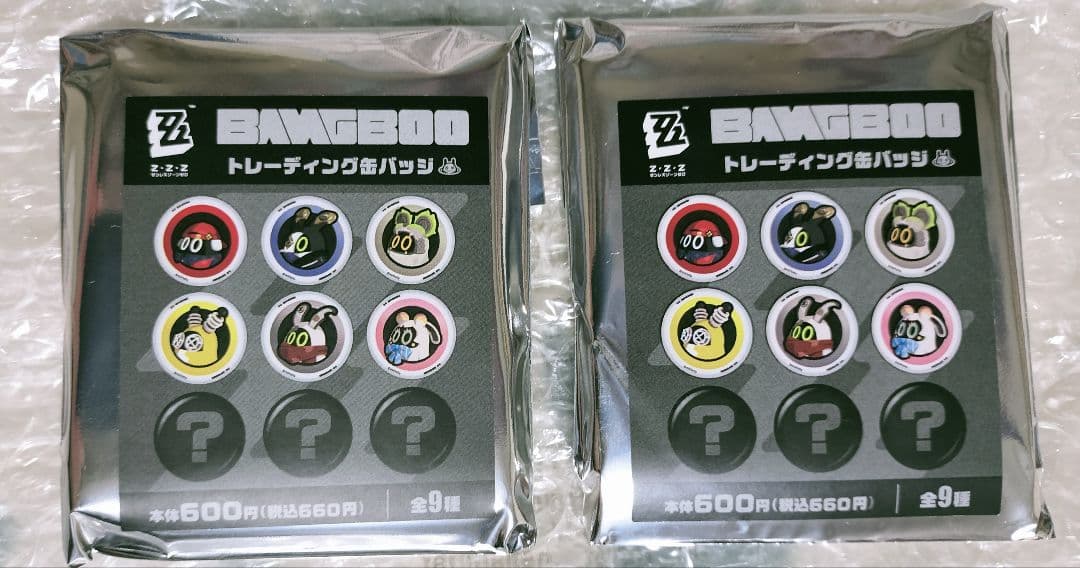 BANGBOO
Z・Z・Z
ゼンレスゾーンゼロ
トレーディング缶バッジ
?
?
?
本体600円(税込660円)
全9種
BANGBOO
Z・Z・Z
ゼンレスゾーンゼロ
トレーディング缶バッジ
?
?
?
本体600円(税込660円)
全9種